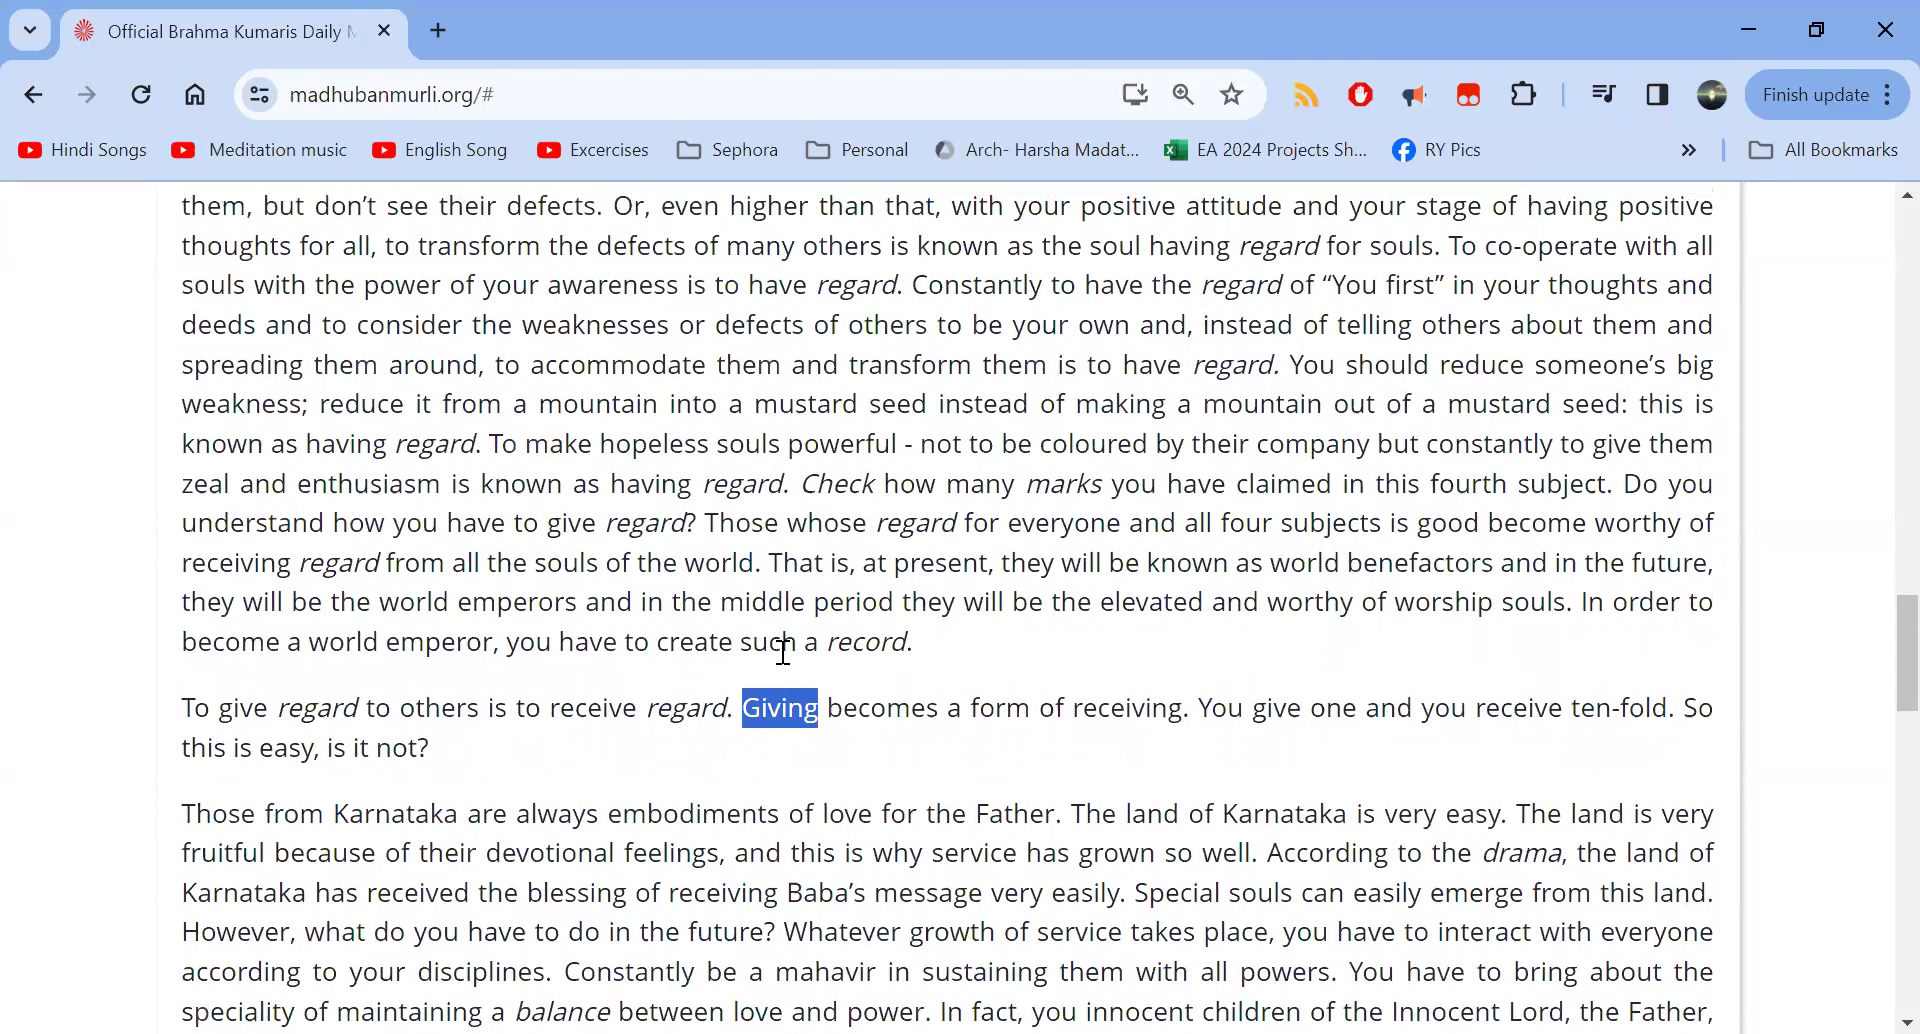 Official Brahma Kumaris Daily M
madhubanmurli.org/#
Finish update
Hindi Songs
Meditation music
English Song
Excercises
Sephora
Personal
Arch- Harsha Madat...
EA 2024 Projects Sh...
RY Pics
All Bookmarks
them, but don’t see their defects. Or, even higher than that, with your positive attitude and your stage of having positive
thoughts for all, to transform the defects of many others is known as the soul having regard for souls. To co-operate with all
souls with the power of your awareness is to have regard. Constantly to have the regard of “You first” in your thoughts and
deeds and to consider the weaknesses or defects of others to be your own and, instead of telling others about them and
spreading them around, to accommodate them and transform them is to have regard. You should reduce someone’s big
weakness; reduce it from a mountain into a mustard seed instead of making a mountain out of a mustard seed: this is
known as having regard. To make hopeless souls powerful - not to be coloured by their company but constantly to give them
zeal and enthusiasm is known as having regard. Check how many marks you have claimed in this fourth subject. Do you
understand how you have to give regard? Those whose regard for everyone and all four subjects is good become worthy of
receiving regard from all the souls of the world. That is, at present, they will be known as world benefactors and in the future,
they will be the world emperors and in the middle period they will be the elevated and worthy of worship souls. In order to
become a world emperor, you have to create such a record.
To give regard to others is to receive regard. Giving becomes a form of receiving. You give one and you receive ten-fold. So
this is easy, is it not?
Those from Karnataka are always embodiments of love for the Father. The land of Karnataka is very easy. The land is very
fruitful because of their devotional feelings, and this is why service has grown so well. According to the drama, the land of
Karnataka has received the blessing of receiving Baba’s message very easily. Special souls can easily emerge from this land.
However, what do you have to do in the future? Whatever growth of service takes place, you have to interact with everyone
according to your disciplines. Constantly be a mahavir in sustaining them with all powers. You have to bring about the
speciality of maintaining a balance between love and power. In fact, you innocent children of the Innocent Lord, the Father,